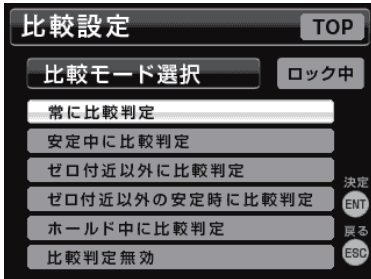 比較設定 TOP
比較モード選択 ロック中
常に比較判定
安定中に比較判定
ゼロ付近以外に比較判定
ゼロ付近以外の安定時に比較判定
ホールド中に比較判定
比較判定無効
決定
ENT
戻る
ESC